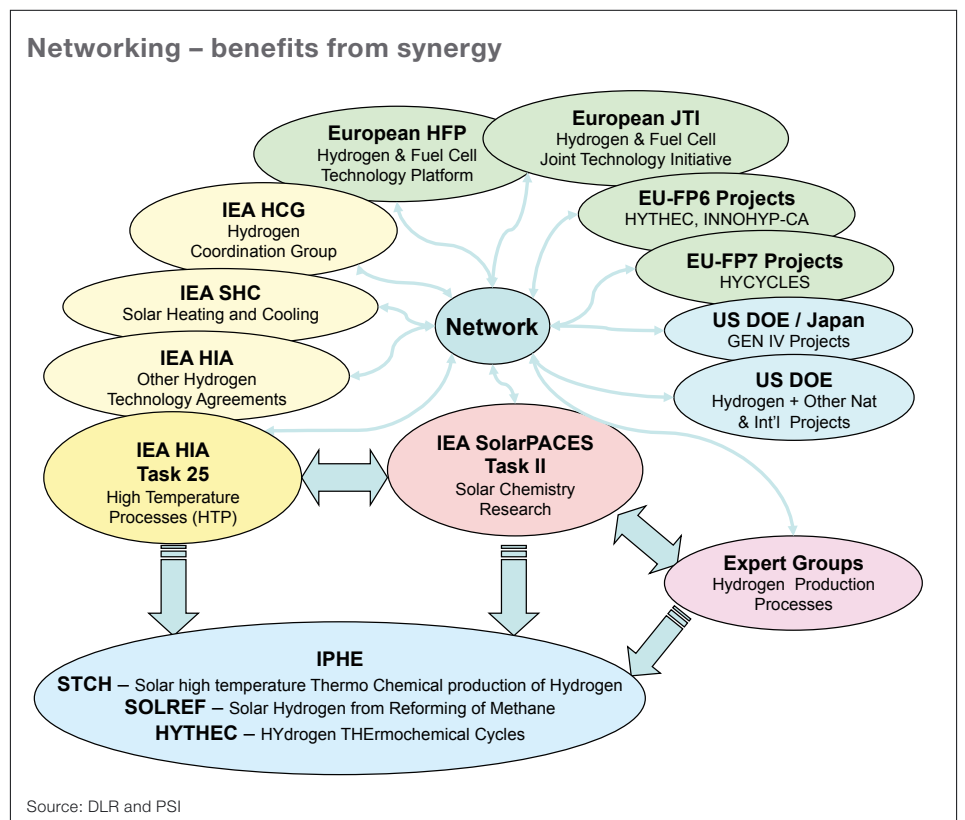 Networking – benefits from synergy
European HFP
Hydrogen & Fuel Cell
Technology Platform
European JTI
Hydrogen & Fuel Cell
Joint Technology Initiative
IEA HCG
Hydrogen
Coordination Group
EU-FP6 Projects
HYTHEC, INNOHYP-CA
EU-FP7 Projects
HYCYCLES
IEA SHC
Solar Heating and Cooling
Network
US DOE / Japan
GEN IV Projects
IEA HIA
Other Hydrogen
Technology Agreements
US DOE
Hydrogen + Other Nat
& Int'l Projects
IEA HIA
Task 25
High Temperature
Processes (HTP)
IEA SolarPACES
Task II
Solar Chemistry
Research
Expert Groups
Hydrogen Production
Processes
IPHE
STCH – Solar high temperature Thermo Chemical production of Hydrogen
SOLREF – Solar Hydrogen from Reforming of Methane
HYTHEC – HYdrogen THErmochemical Cycles
Source: DLR and PSI